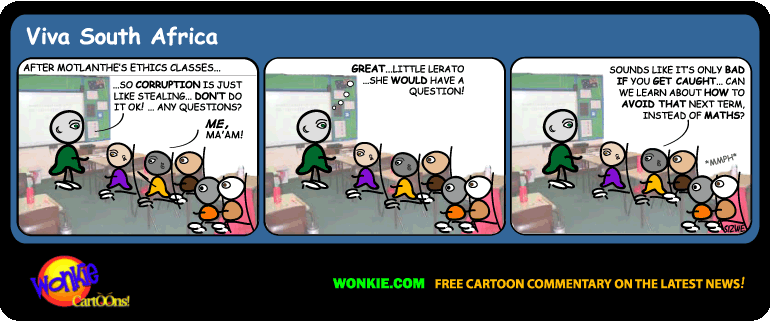 Viva South Africa
AFTER MOTLANTHE'S ETHICS CLASSES...
...SO CORRUPTION IS JUST
LIKE STEALING... DON'T DO
IT OK! ... ANY QUESTIONS?
ME,
MA'AM!
GREAT...LITTLE LERATO
...SHE WOULD HAVE A
QUESTION!
SOUNDS LIKE IT'S ONLY BAD
IF YOU GET CAUGHT... CAN
WE LEARN ABOUT HOW TO
AVOID THAT NEXT TERM,
INSTEAD OF MATHS?
*MMPH*
SIZWE
Wonkie
Cartoons!
WONKIE.COM FREE CARTOON COMMENTARY ON THE LATEST NEWS!